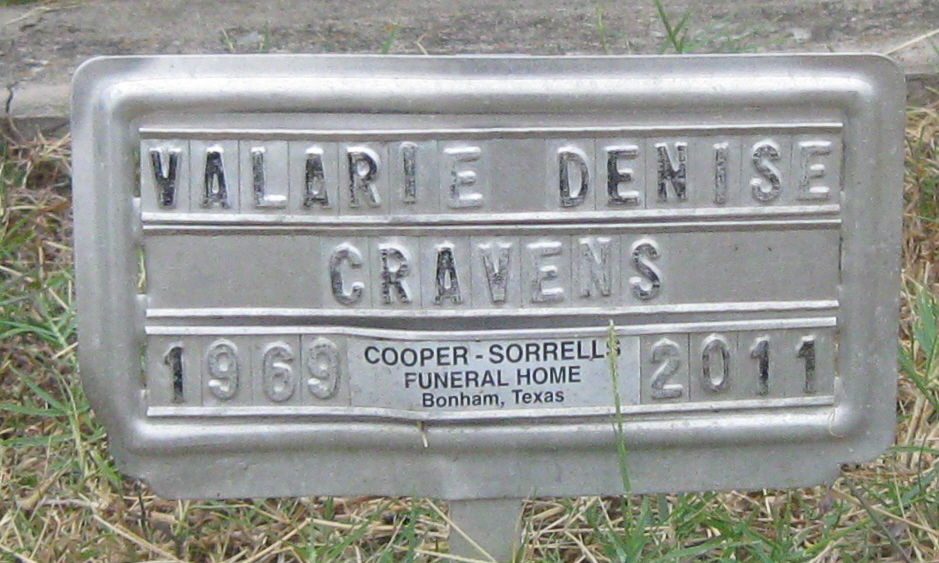 VALARIE DENISE
CRAVENS
1969 COOPER - SORRELLS 2011
FUNERAL HOME
Bonham, Texas